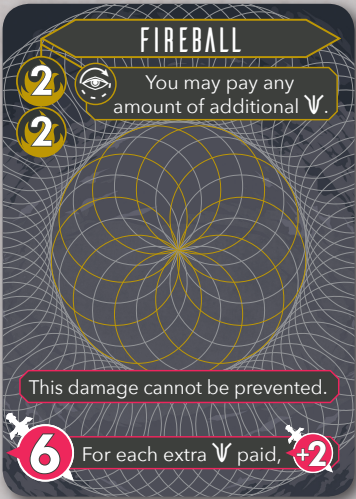 FIREBALL
2
You may pay any
amount of additional Ѱ.
2
This damage cannot be prevented.
6 For each extra Ѱ paid, +2